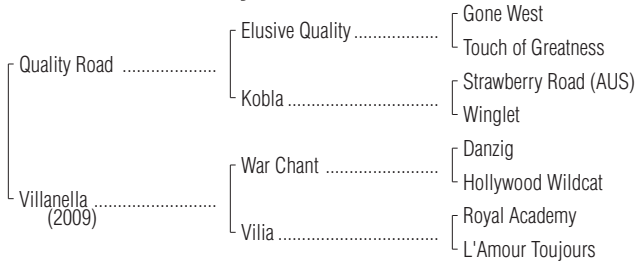 Gone West
Elusive Quality ..................
Touch of Greatness
Quality Road ....................
Strawberry Road (AUS)
Kobla ................................
Winglet
Danzig
War Chant ........................
Hollywood Wildcat
Villanella ..........................
(2009)
Royal Academy
Vilia ..................................
L'Amour Toujours